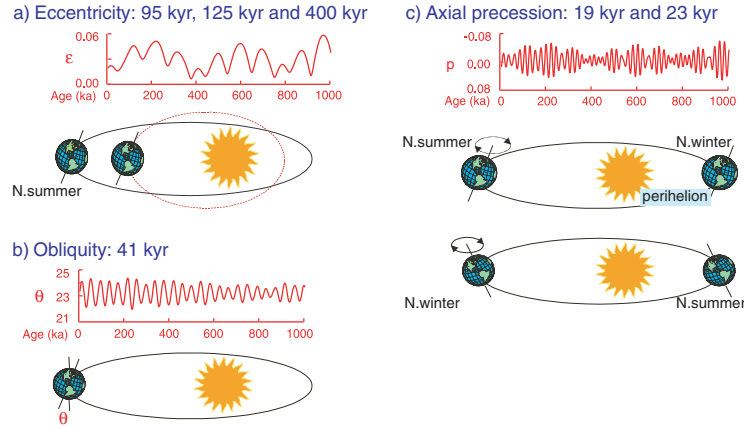 a) Eccentricity: 95 kyr, 125 kyr and 400 kyr
0.06
ε
0.00
Age (ka) 0 200 400 600 800 1000
N.summer
b) Obliquity: 41 kyr
25
θ 23
21
Age (ka) 0 200 400 600 800 1000
θ
c) Axial precession: 19 kyr and 23 kyr
-0.08
p 0.00
0.08
Age (ka) 0 200 400 600 800 1000
N.summer N.winter
perihelion
N.winter N.summer